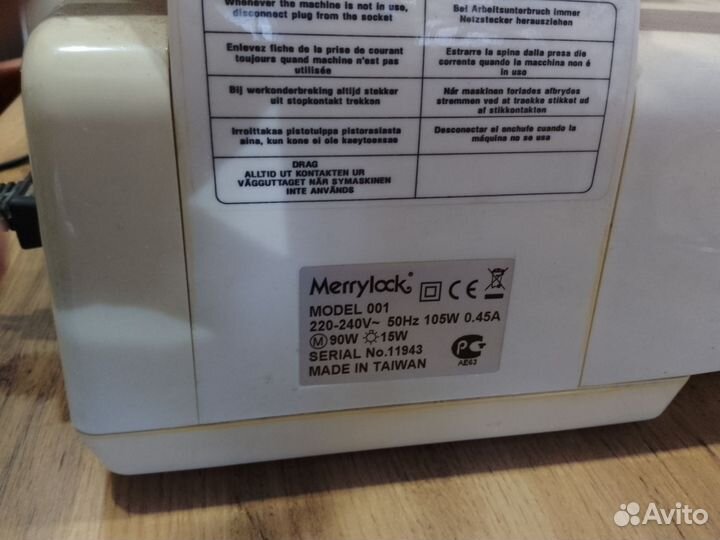 Whenever the machine is not in use,
disconnect plug from the socket
Bei Arbeitsunterbruch immer
Netzstecker herausziehen
Enlevez fiche de la prise de courant
toujours quand machine n'est pas
utilisée
Estrarre la spina dalla presa die
corrente quando la macchina non é
in uso
Bij werkonderbreking altijd stekker
uit stopkontakt trekken
Når maskinen forlades afbrydes
strømmen ved at traekke stikket ud
af stikkontakten
Irroittakaa pistotulppa pistorasiasta
aina, kun kone ei ole kaeytoessae
Desconectar el enchufe cuando la
máquina no se usa
DRAG
ALLTID UT KONTAKTEN UR
VÄGGUTTAGET NÄR SYMASKINEN
INTE ANVÄNDS
Merrylock
MODEL 001
220-240V~ 50Hz 105W 0.45A
M 90W 15W
SERIAL No.11943
MADE IN TAIWAN
CE
PG
AE63
Avito